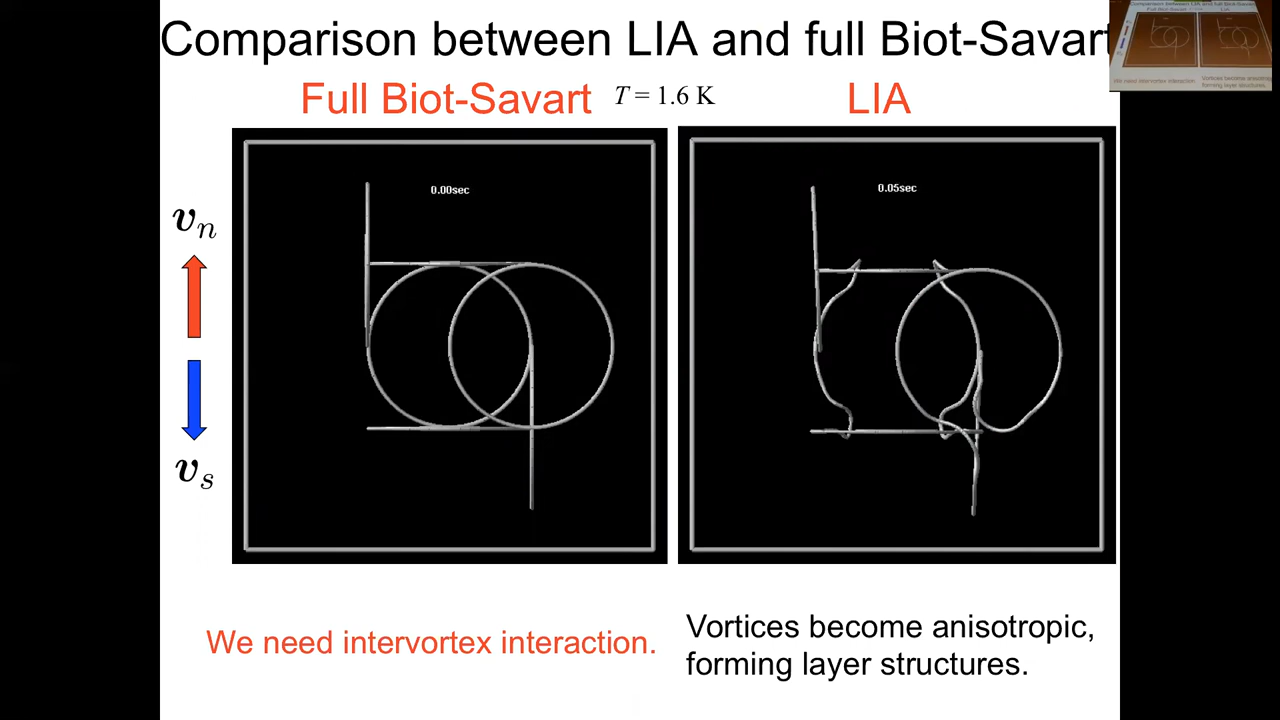 Comparison between LIA and full Biot-Savart
Full Biot-Savart
T = 1.6 K
LIA
0.00sec
0.05sec
vₙ
vₛ
We need intervortex interaction.
Vortices become anisotropic,
forming layer structures.